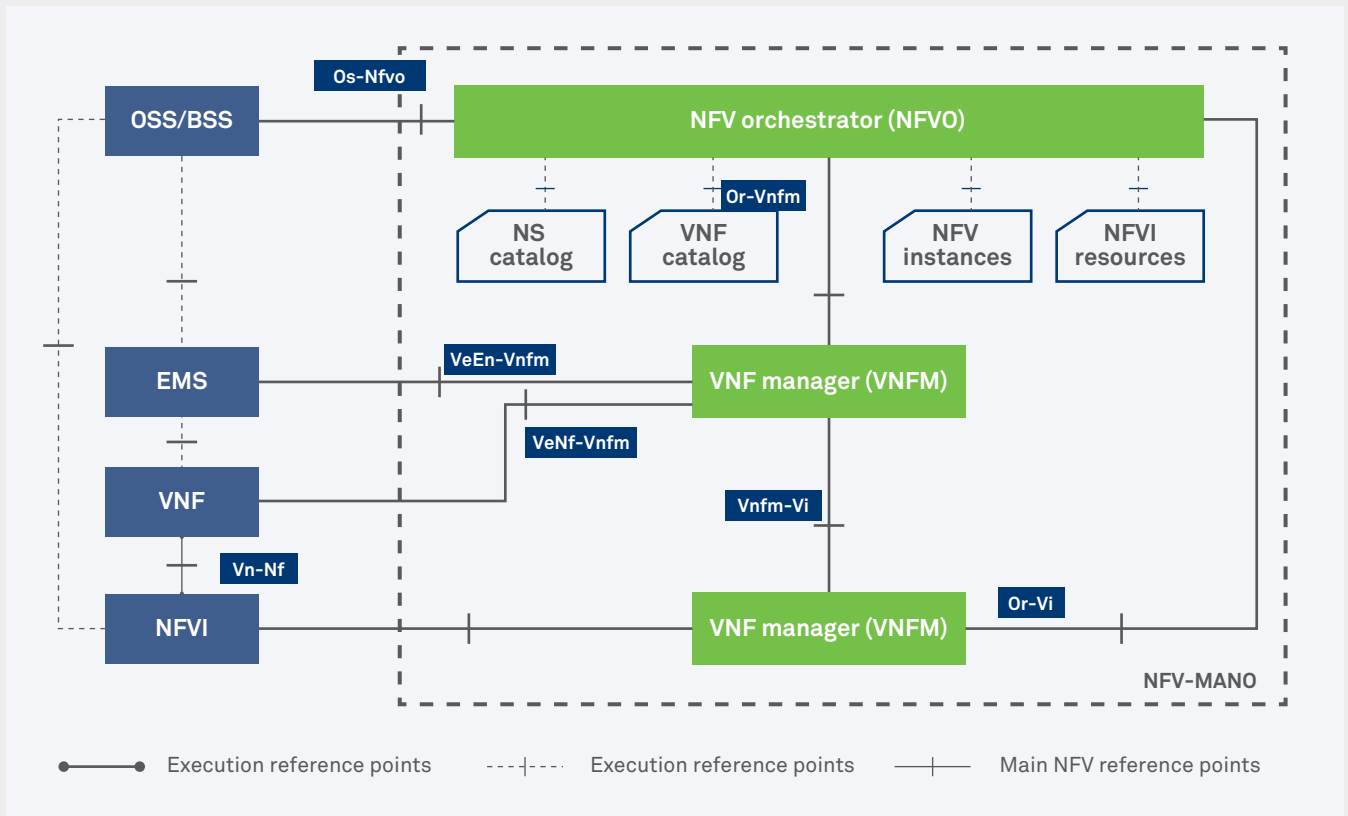 Os-Nfvo
OSS/BSS
NFV orchestrator (NFVO)
Or-Vnfm
NS
catalog
VNF
catalog
NFV
instances
NFVI
resources
VeEn-Vnfm
EMS
VNF manager (VNFM)
VeNf-Vnfm
VNF
Vnfm-Vi
Vn-Nf
Or-Vi
NFVI
VNF manager (VNFM)
NFV-MANO
Execution reference points
Execution reference points
Main NFV reference points